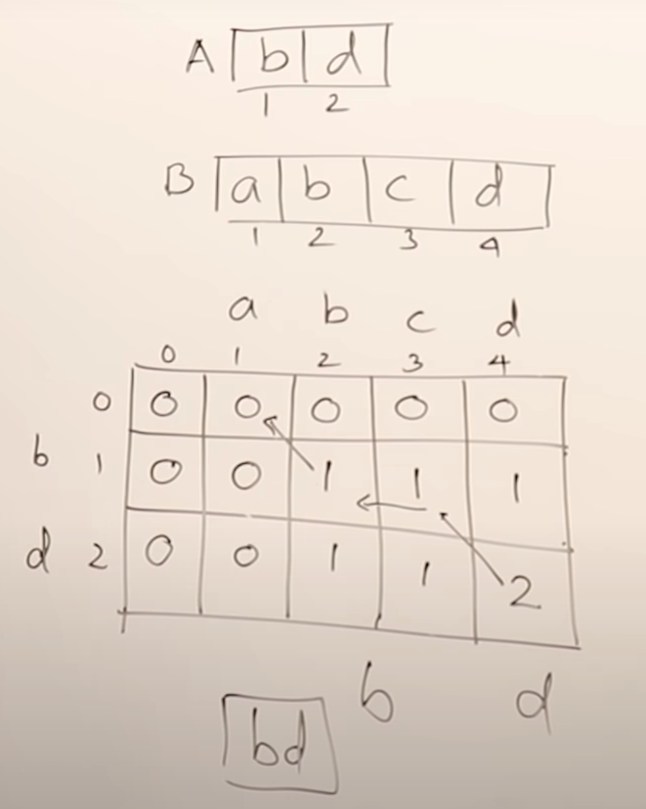 A b d
1 2
B a b c d
1 2 3 4
a b c d
0 1 2 3 4
0 0 0 0 0 0
b 1 0 0 1 1 1
d 2 0 0 1 1 2
b d
bd